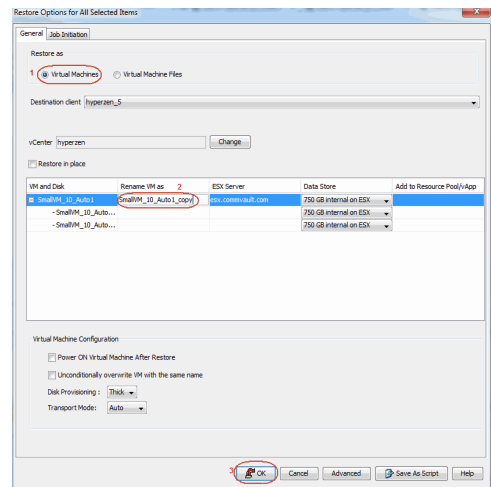 Restore Options for All Selected Items
General Job Initiation
Restore as
1 Virtual Machines Virtual Machine Files
Destination client hyperzen_5
vCenter hyperzen Change
Restore in place
VM and Disk Rename VM as 2 ESX Server Data Store Add to Resource Pool/vApp
SmallVM_10_Auto1 SmallVM_10_Auto1_copy esx.commvault.com 750 GB internal on ESX
- SmallVM_10_Auto... 750 GB internal on ESX
- SmallVM_10_Auto... 750 GB internal on ESX
Virtual Machine Configuration
Power ON Virtual Machine After Restore
Unconditionally overwrite VM with the same name
Disk Provisioning : Thick
Transport Mode: Auto
3 OK Cancel Advanced Save As Script Help